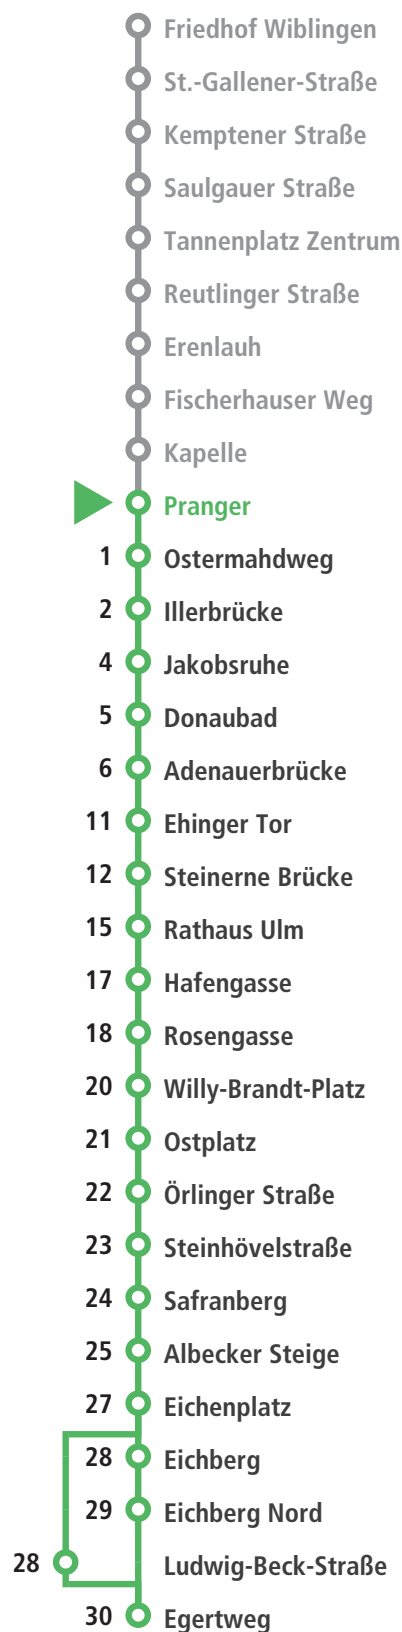 Friedhof Wiblingen
St.-Gallener-Straße
Kemptener Straße
Saulgauer Straße
Tannenplatz Zentrum
Reutlinger Straße
Erenlauh
Fischerhauser Weg
Kapelle
Pranger
1 Ostermahdweg
2 Illerbrücke
4 Jakobsruhe
5 Donaubad
6 Adenauerbrücke
11 Ehinger Tor
12 Steinerne Brücke
15 Rathaus Ulm
17 Hafengasse
18 Rosengasse
20 Willy-Brandt-Platz
21 Ostplatz
22 Örlinger Straße
23 Steinhövelstraße
24 Safranberg
25 Albecker Steige
27 Eichenplatz
28 Eichberg
29 Eichberg Nord
28 Ludwig-Beck-Straße
30 Egertweg